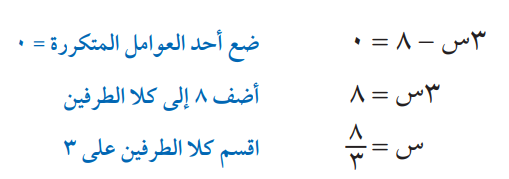 ٣س – ٨ = ٠ ضع أحد العوامل المتكررة = ٠
٣س = ٨ أضف ٨ إلى كلا الطرفين
س = ٨/٣ اقسم كلا الطرفين على ٣